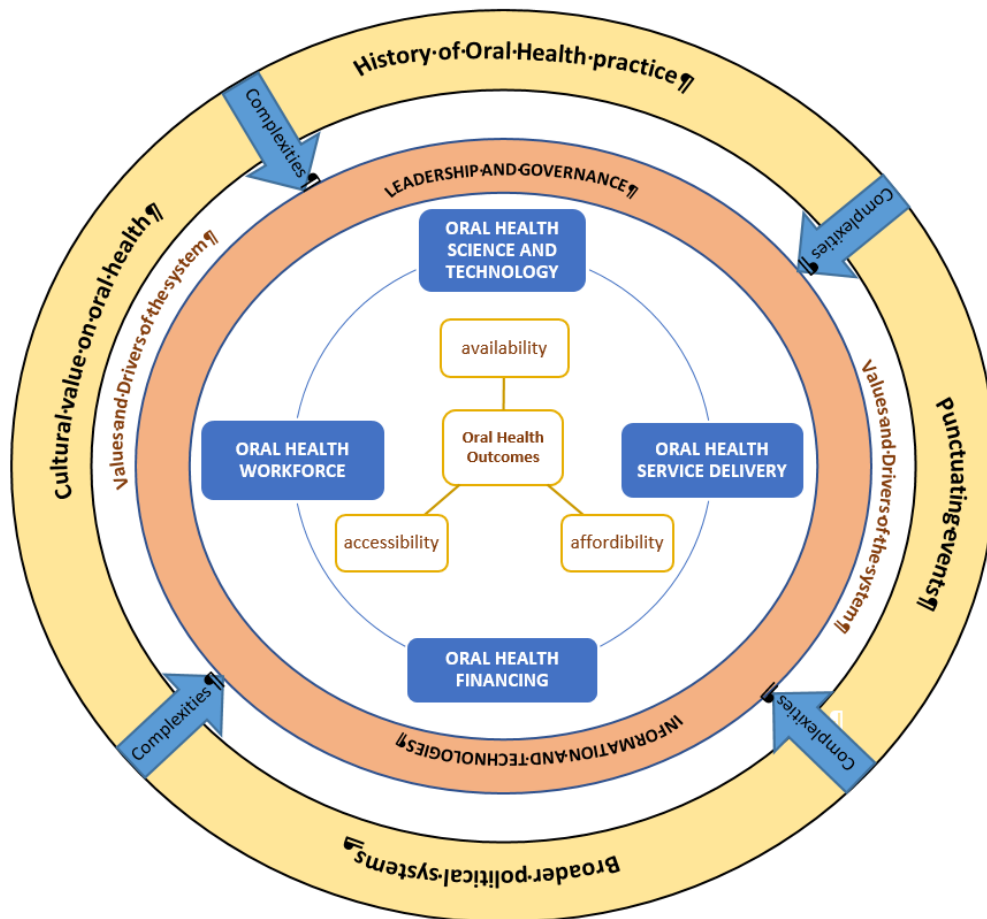 History·of·Oral·Health·practice¶
Complexities¶
Complexities¶
LEADERSHIP·AND·GOVERNANCE¶
Cultural·value·on·oral·health¶
Values·and·Drivers·of·the·system¶
ORAL HEALTH
SCIENCE AND
TECHNOLOGY
availability
ORAL HEALTH
WORKFORCE
Oral Health
Outcomes
ORAL HEALTH
SERVICE DELIVERY
accessibility
affordibility
Values·and·Drivers·of·the·system¶
Punctuating·events¶
ORAL HEALTH
FINANCING
Complexities¶
Complexities¶
INFORMATION·AND·TECHNOLOGIES¶
Broader·political·systems¶